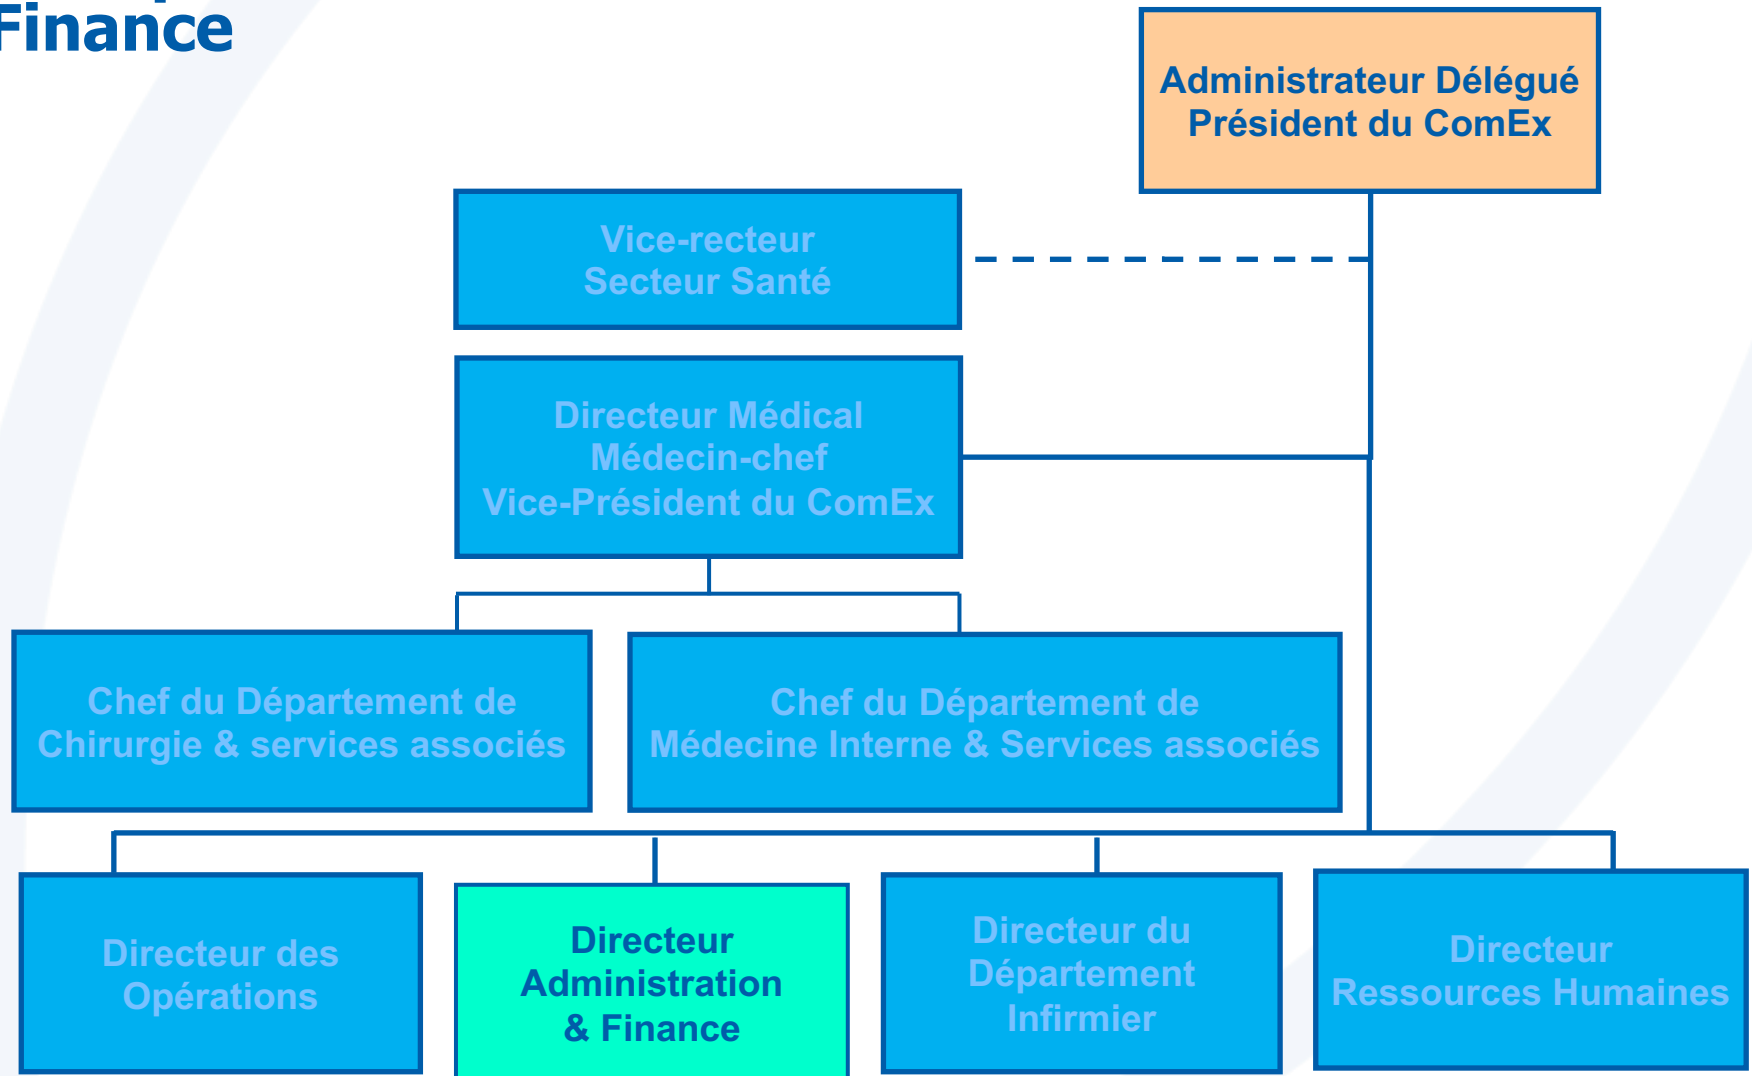 Finance
Administrateur Délégué
Président du ComEx
Vice-recteur
Secteur Santé
Directeur Médical
Médecin-chef
Vice-Président du ComEx
Chef du Département de
Chirurgie & services associés
Chef du Département de
Médecine Interne & Services associés
Directeur des
Opérations
Directeur
Administration
& Finance
Directeur du
Département
Infirmier
Directeur
Ressources Humaines